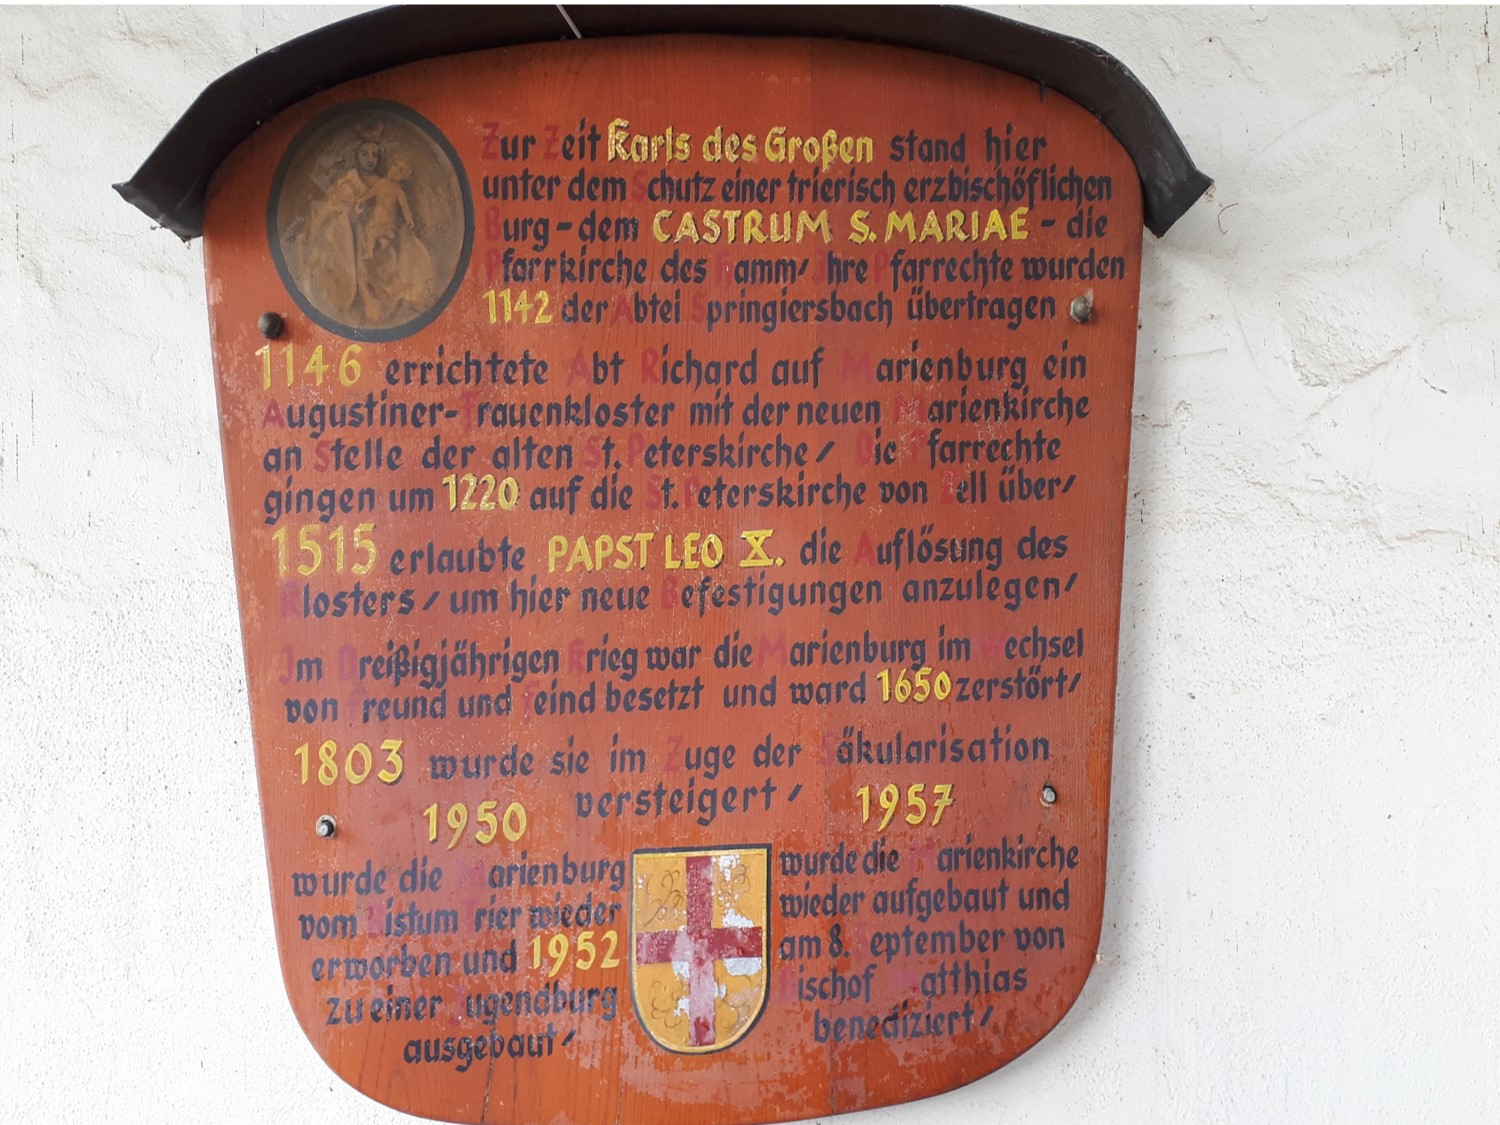 Zur Zeit Karls des Großen stand hier
unter dem Schutz einer trierisch erzbischöflichen
Burg - dem CASTRUM S. MARIAE - die
Pfarrkirche des Hamm/ Ihre Pfarrechte wurden
1142 der Abtei Springiersbach übertragen
1146 errichtete Abt Richard auf Marienburg ein
Augustiner-Frauenkloster mit der neuen Marienkirche
an Stelle der alten St. Peterskirche/ Die Pfarrechte
gingen um 1220 auf die St. Peterskirche von Zell über/
1515 erlaubte PAPST LEO X. die Auflösung des
Klosters/ um hier neue Befestigungen anzulegen/
Im Dreißigjährigen Krieg war die Marienburg im Wechsel
von Freund und Feind besetzt und ward 1650 zerstört/
1803 wurde sie im Zuge der Säkularisation
versteigert/
1950
wurde die Marienburg
vom Bistum Trier wieder
erworben und 1952
zu einer Jugendburg
ausgebaut/
1957
wurde die Marienkirche
wieder aufgebaut und
am 8. September von
Bischof Matthias
benediziert/